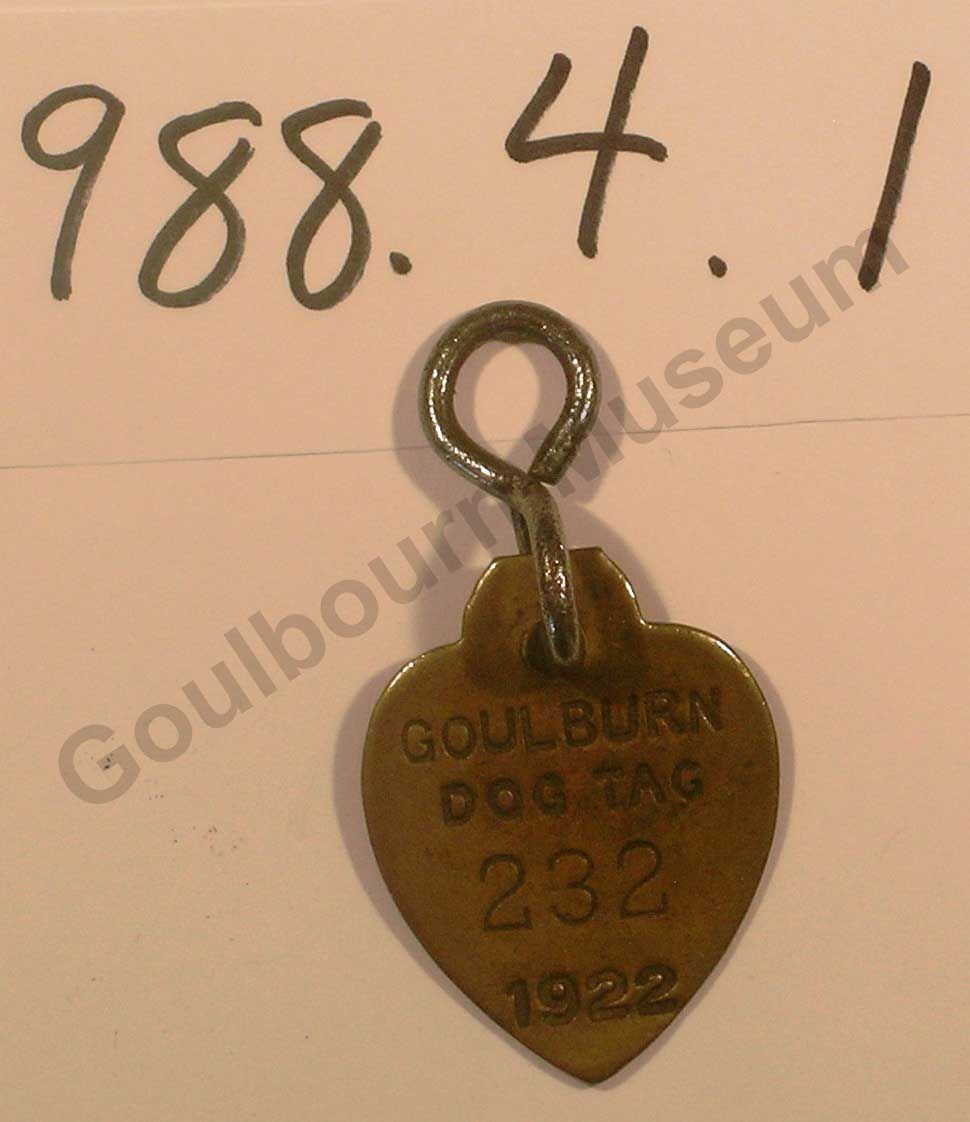 988.4.1
Goulbourn Museum
GOULBURN
DOG TAG
232
1922